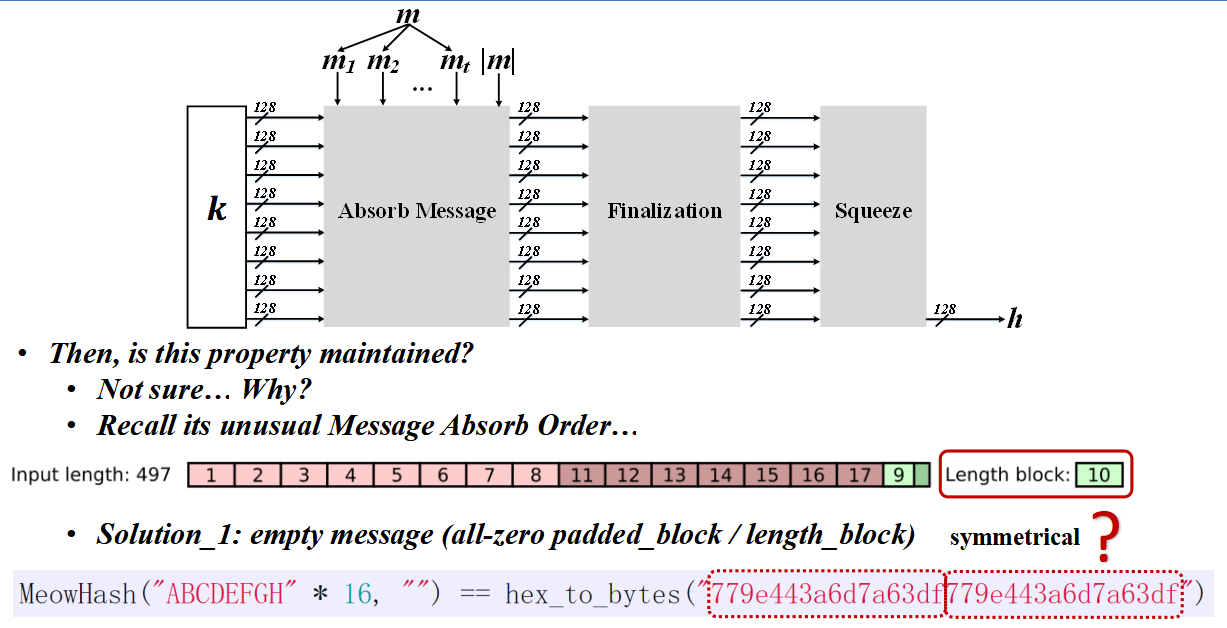 m
m1 m2 ... mt |m|
128 128 128
128 128 128
128 128 128
128 128 128
k Absorb Message Finalization Squeeze
128 128 128
128 128 128
128 128 128
128 128 128 128 h
• Then, is this property maintained?
• Not sure… Why?
• Recall its unusual Message Absorb Order…
Input length: 497 1 2 3 4 5 6 7 8 11 12 13 14 15 16 17 9 Length block: 10
• Solution_1: empty message (all-zero padded_block / length_block) symmetrical ?
MeowHash("ABCDEFGH" * 16, "") == hex_to_bytes("779e443a6d7a63df779e443a6d7a63df")